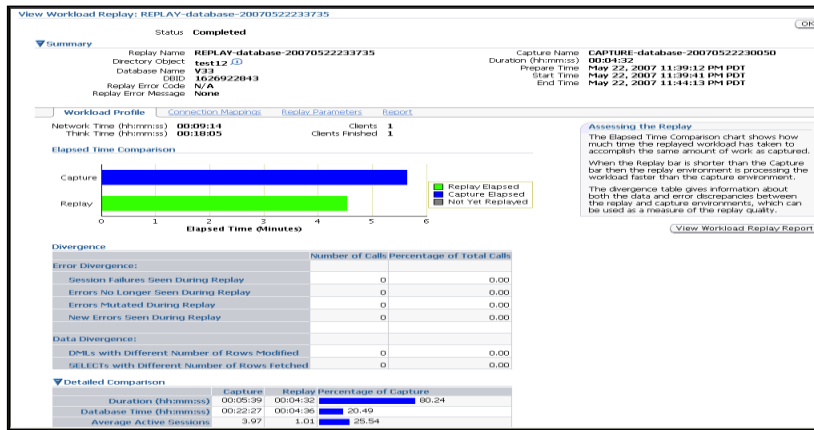 View Workload Replay: REPLAY-database-20070522233735
OK
Status Completed
Summary
Replay Name REPLAY-database-20070522233735
Directory Object test12
Database Name V33
DBID 1626922843
Replay Error Code N/A
Replay Error Message None
Capture Name CAPTURE-database-20070522230050
Duration (hh:mm:ss) 00:04:32
Prepare Time May 22, 2007 11:39:12 PM PDT
Start Time May 22, 2007 11:39:41 PM PDT
End Time May 22, 2007 11:44:13 PM PDT
Workload Profile Connection Mappings Replay Parameters Report
Network Time (hh:mm:ss) 00:09:14 Clients 1
Think Time (hh:mm:ss) 00:18:05 Clients Finished 1
Elapsed Time Comparison
Capture
Replay
0 1 2 3 4 5 6
Elapsed Time (Minutes)
Replay Elapsed
Capture Elapsed
Not Yet Replayed
Assessing the Replay
The Elapsed Time Comparison chart shows how
much time the replayed workload has taken to
accomplish the same amount of work as captured.
When the Replay bar is shorter than the Capture
bar then the replay environment is processing the
workload faster than the capture environment.
The divergence table gives information about
both the data and error discrepancies between
the replay and capture environments, which can
be used as a measure of the replay quality.
View Workload Replay Report
Divergence
Number of Calls Percentage of Total Calls
Error Divergence:
Session Failures Seen During Replay 0 0.00
Errors No Longer Seen During Replay 0 0.00
Errors Mutated During Replay 0 0.00
New Errors Seen During Replay 0 0.00
Data Divergence:
DMLs with Different Number of Rows Modified 0 0.00
SELECTs with Different Number of Rows Fetched 0 0.00
Detailed Comparison
Capture Replay Percentage of Capture
Duration (hh:mm:ss) 00:05:39 00:04:32 80.24
Database Time (hh:mm:ss) 00:22:27 00:04:36 20.49
Average Active Sessions 3.97 1.01 25.54